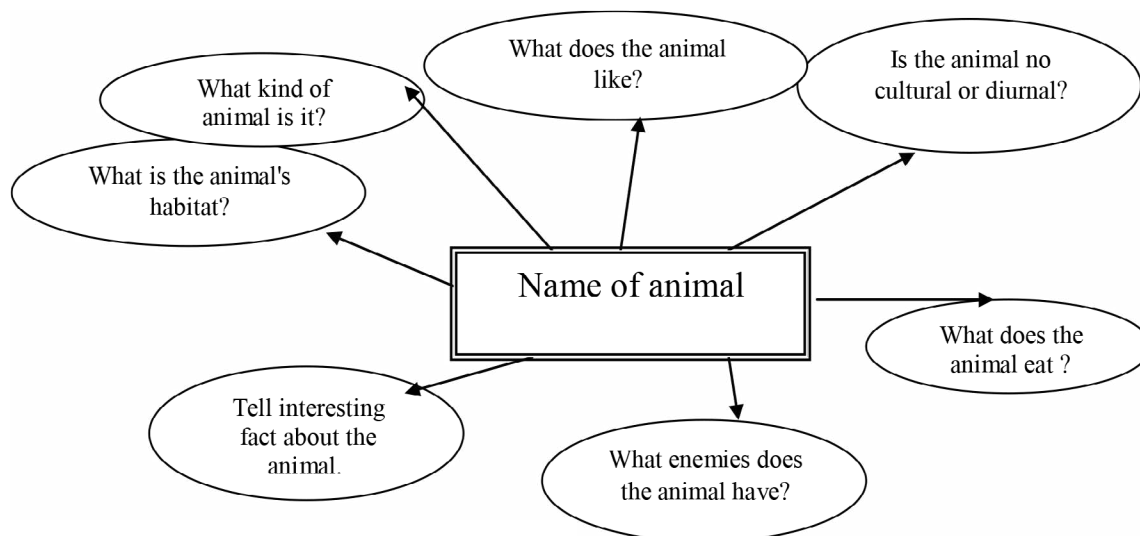 What does the animal
like?
Is the animal no
cultural or diurnal?
What kind of
animal is it?
What is the animal's
habitat?
Name of animal
What does the
animal eat ?
Tell interesting
fact about the
animal.
What enemies does
the animal have?